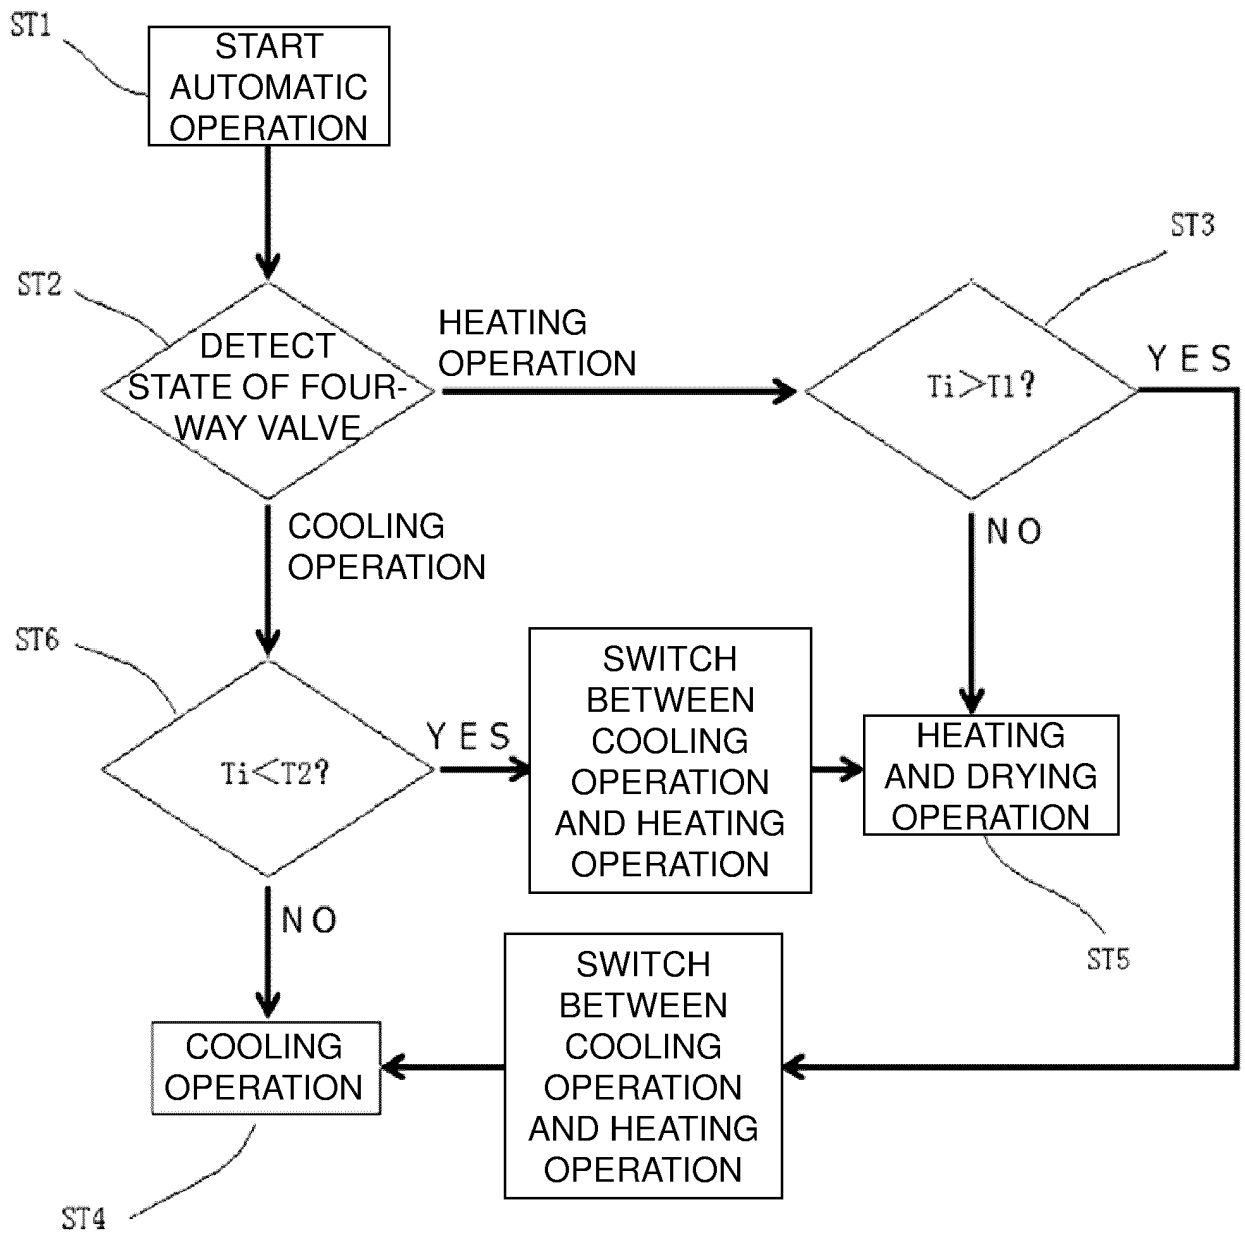 ST1
START
AUTOMATIC
OPERATION
ST2
DETECT
STATE OF FOUR-
WAY VALVE
HEATING
OPERATION
ST3
Ti>T1?
YES
NO
COOLING
OPERATION
ST6
Ti<T2?
YES
SWITCH
BETWEEN
COOLING
OPERATION
AND HEATING
OPERATION
HEATING
AND DRYING
OPERATION
ST5
NO
SWITCH
BETWEEN
COOLING
OPERATION
AND HEATING
OPERATION
COOLING
OPERATION
ST4